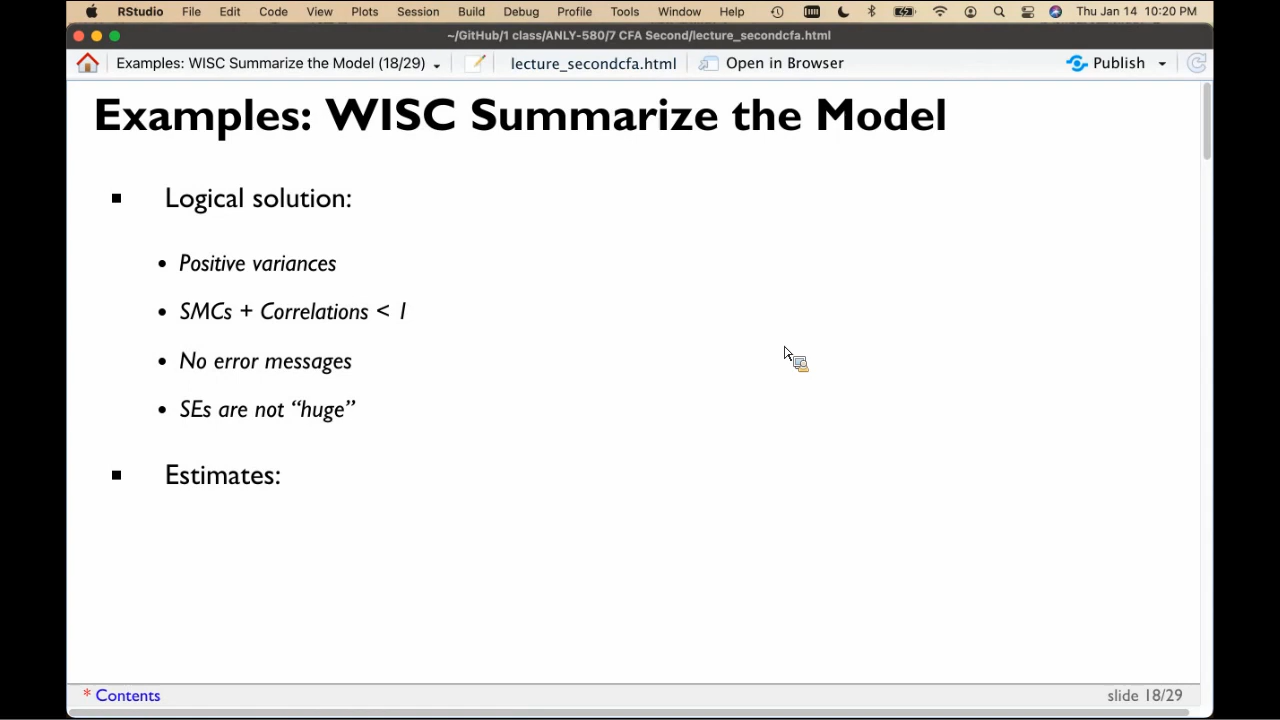 RStudio File Edit Code View Plots Session Build Debug Profile Tools Window Help Thu Jan 14 10:20 PM
~/GitHub/1 class/ANLY-580/7 CFA Second/lecture_secondcfa.html
Examples: WISC Summarize the Model (18/29) lecture_secondcfa.html Open in Browser Publish
Examples: WISC Summarize the Model
Logical solution:
Positive variances
SMCs + Correlations < 1
No error messages
SEs are not “huge”
Estimates:
* Contents slide 18/29